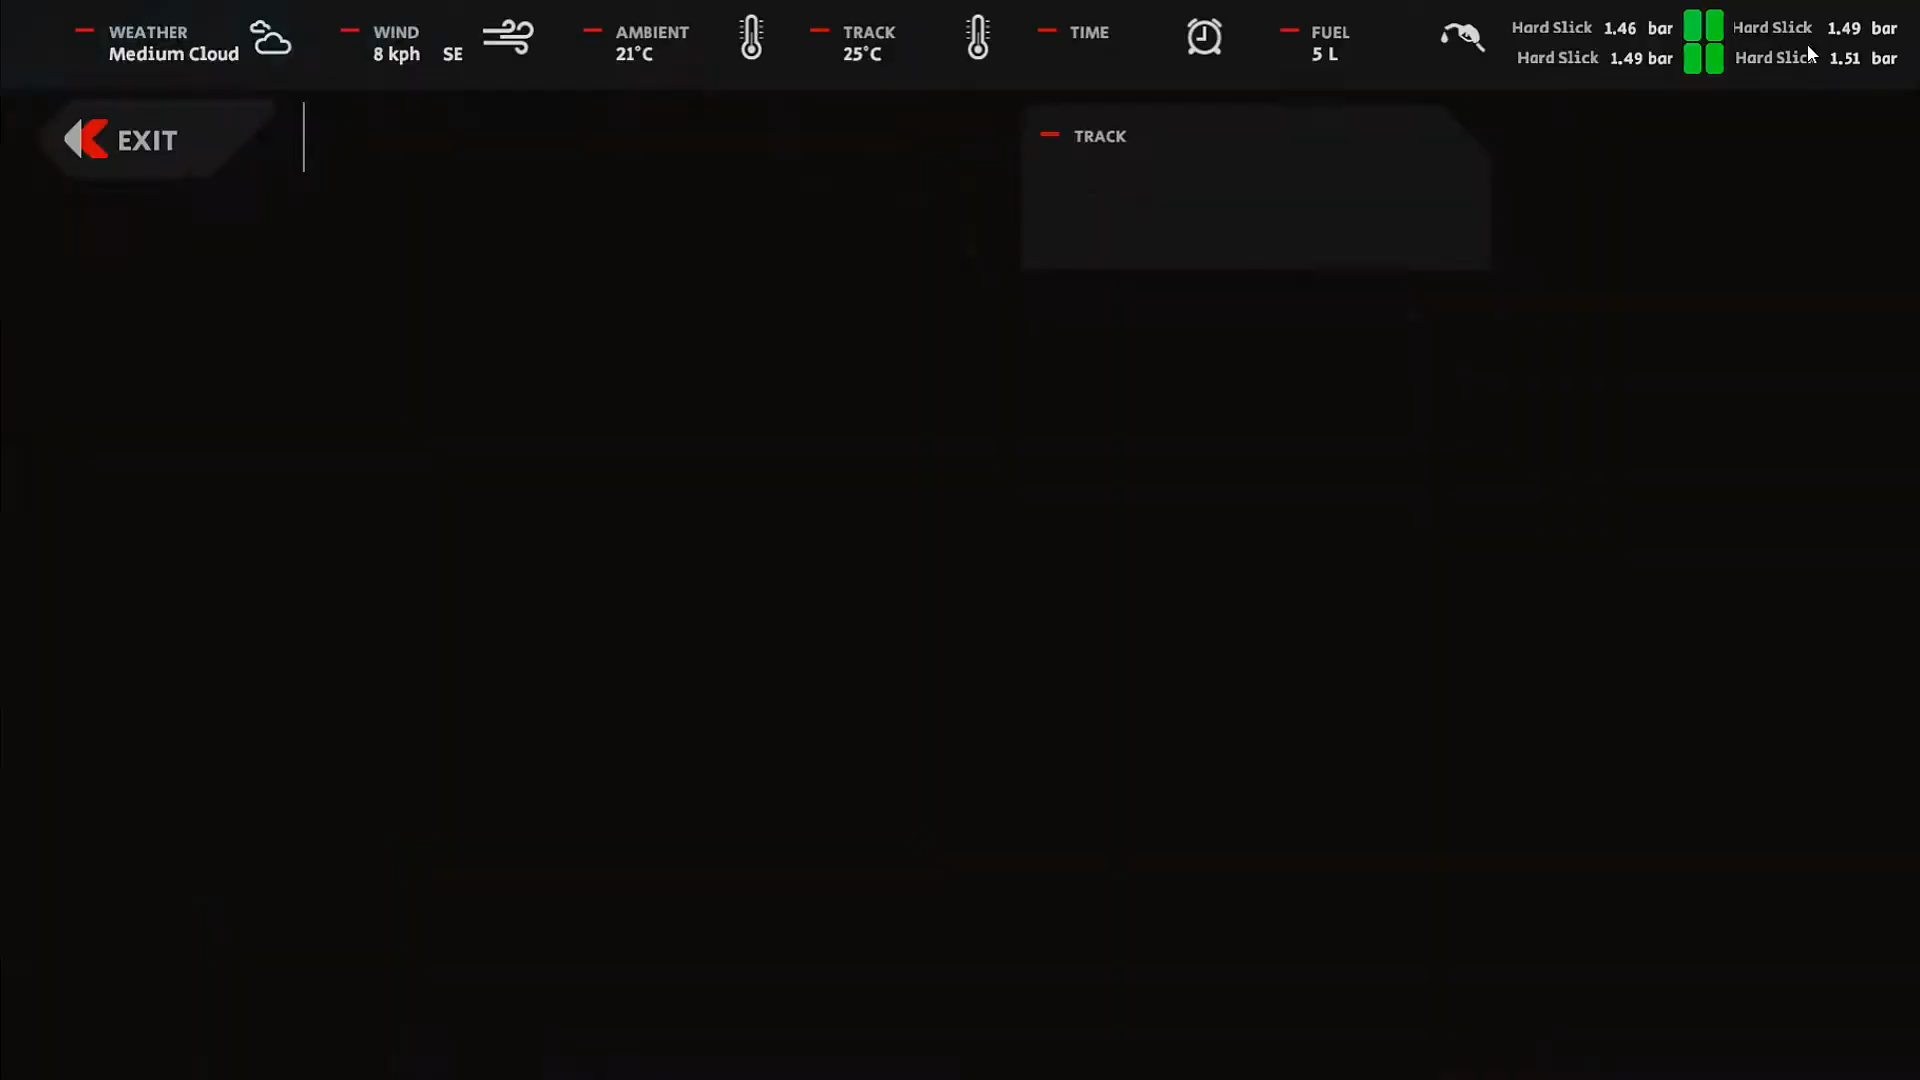 WEATHER
Medium Cloud
WIND
8 kph SE
AMBIENT
21°C
TRACK
25°C
TIME
FUEL
5 L
Hard Slick 1.46 bar
Hard Slick 1.49 bar
Hard Slick 1.49 bar
Hard Slick 1.51 bar
EXIT
TRACK